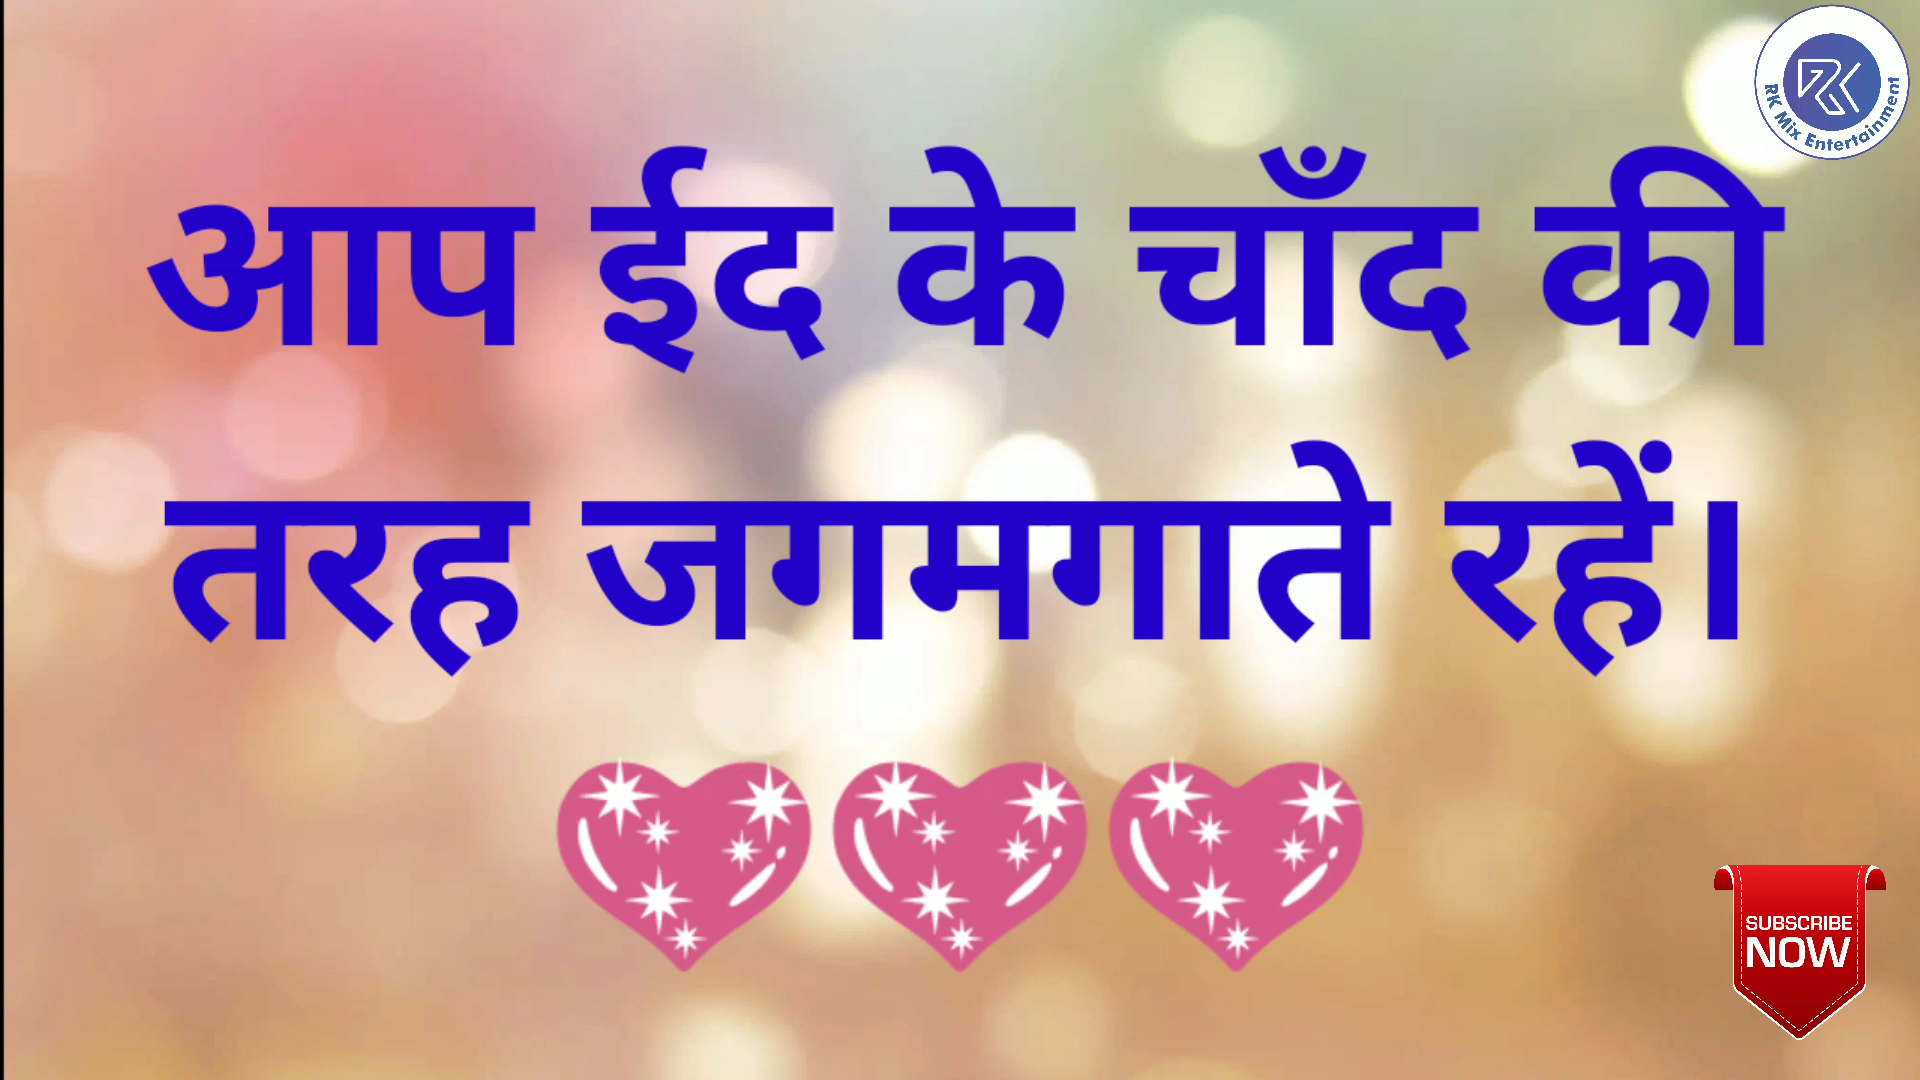 RK Mix Entertainment
आप ईद के चाँद की
तरह जगमगाते रहें।
💖💖💖
SUBSCRIBE
NOW